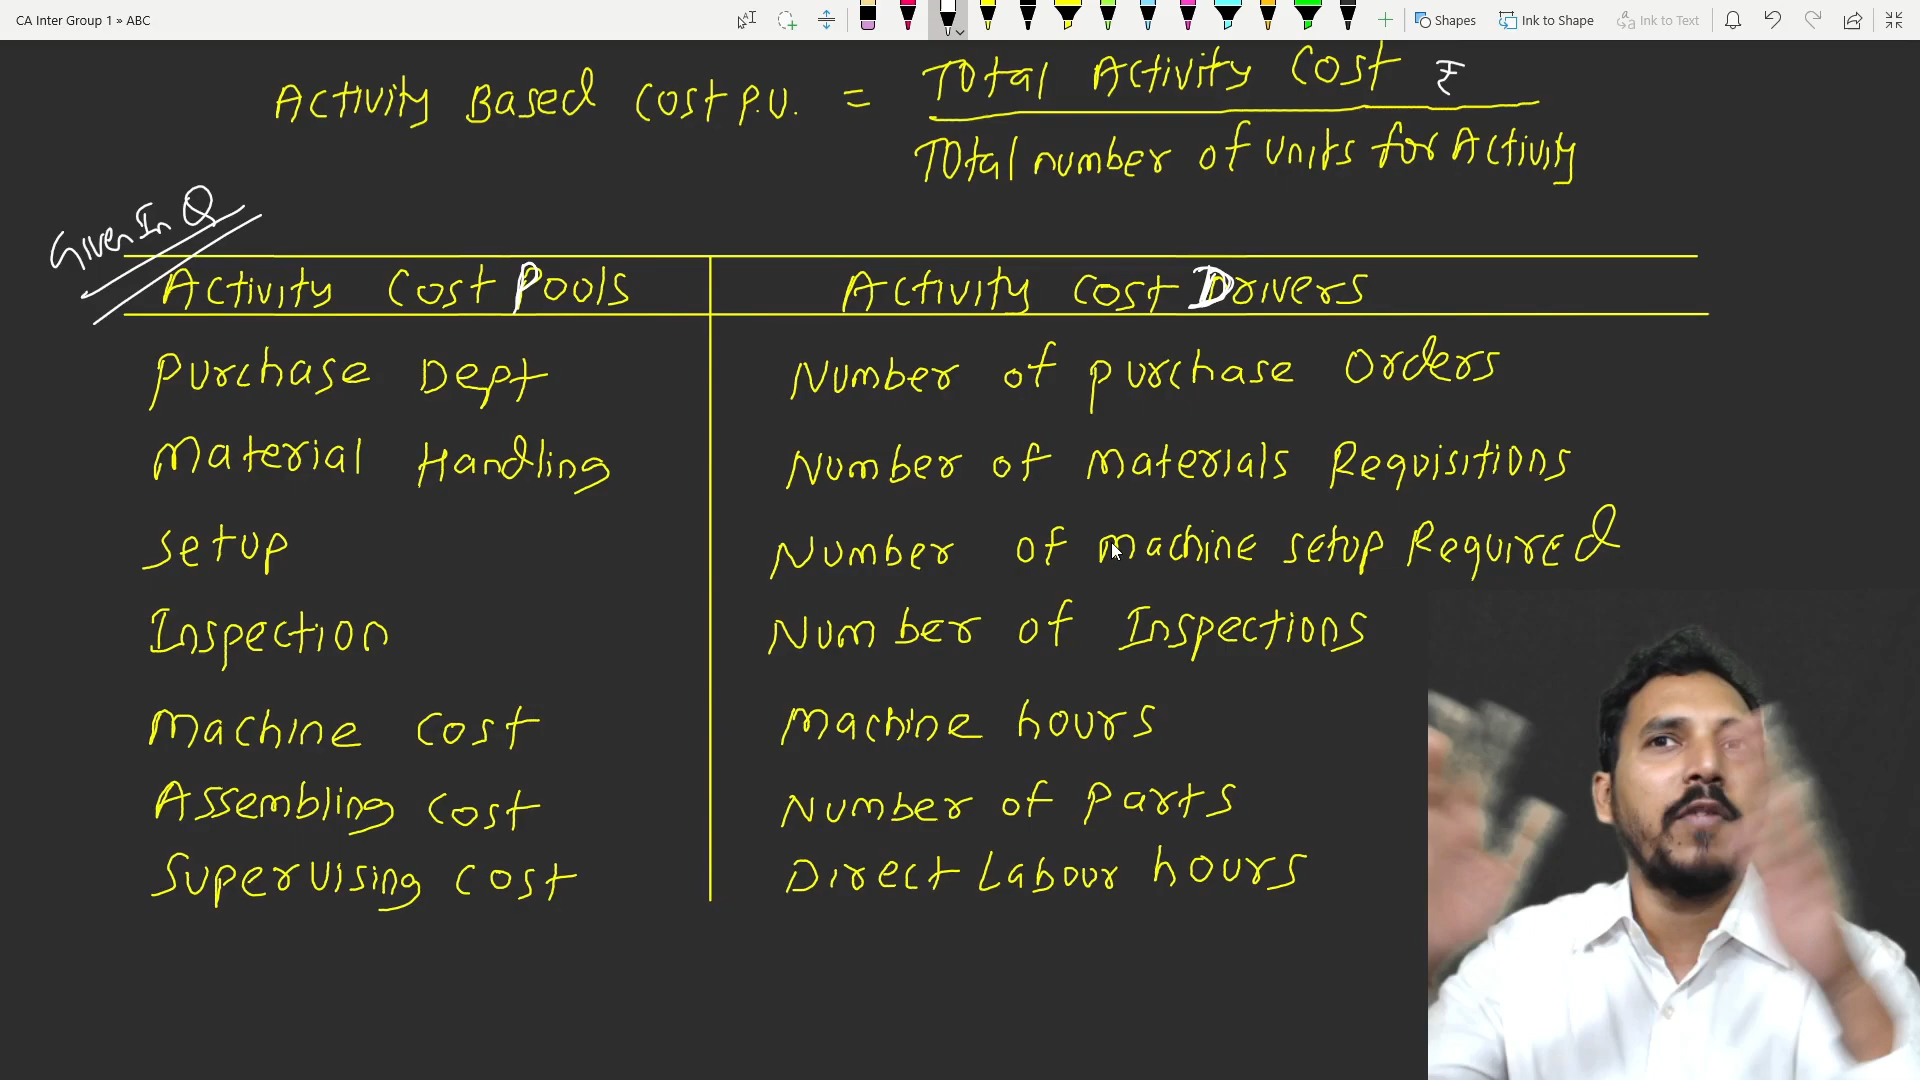 CA Inter Group 1 » ABC
Shapes Ink to Shape Ink to Text
Activity Based Cost P.U. = Total Activity Cost ₹
Total number of units for Activity
Given In Q
Activity Cost Pools Activity Cost Drivers
Purchase Dept Number of purchase orders
Material Handling Number of Materials Requisitions
Setup Number of machine setup Required
Inspection Number of Inspections
Machine Cost Machine hours
Assembling Cost Number of Parts
Supervising Cost Direct Labour hours